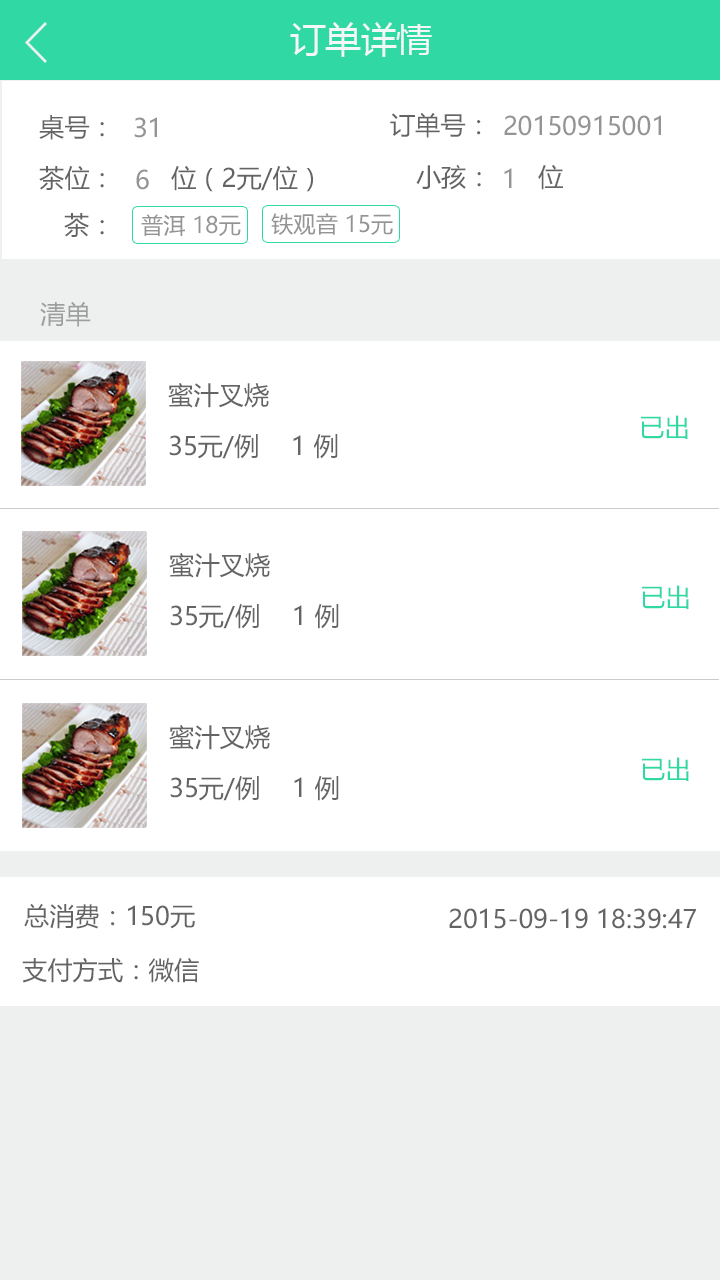 订单详情
桌号： 31 订单号： 20150915001
茶位： 6 位（2元/位） 小孩： 1 位
茶： 普洱 18元 铁观音 15元
清单
蜜汁叉烧
35元/例 1 例 已出
蜜汁叉烧
35元/例 1 例 已出
蜜汁叉烧
35元/例 1 例 已出
总消费：150元 2015-09-19 18:39:47
支付方式：微信